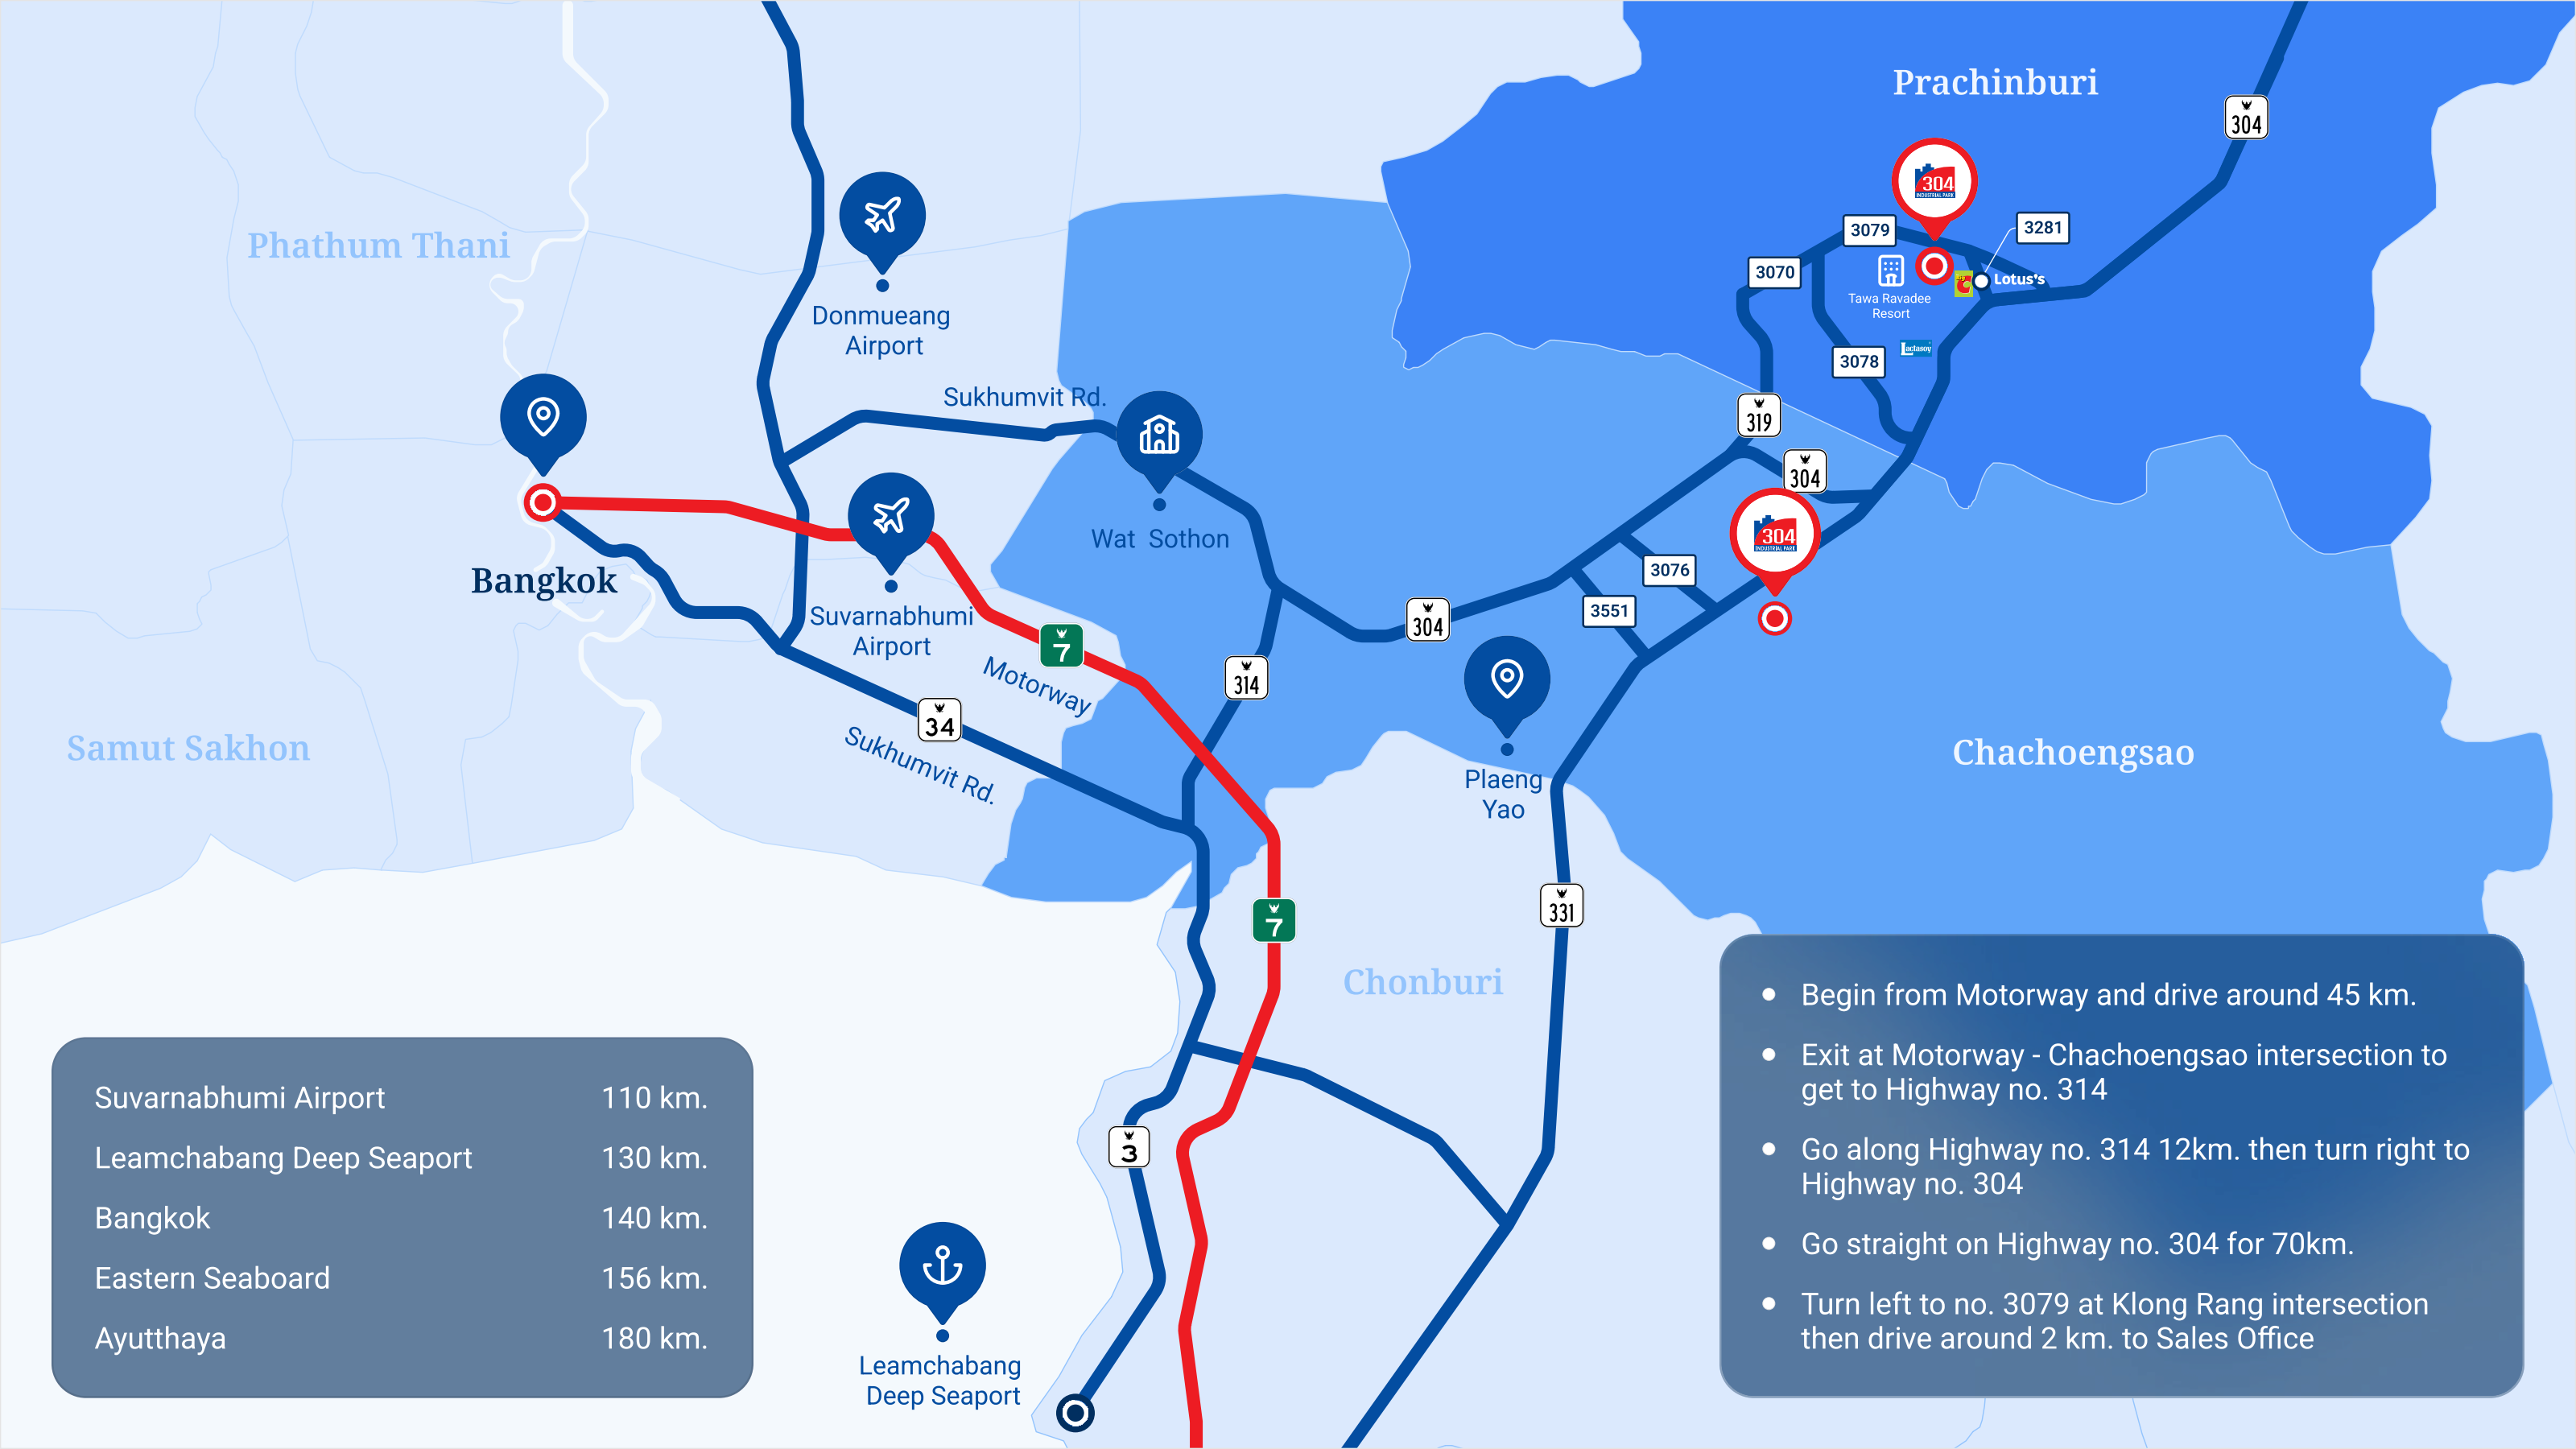 Prachinburi
304
304
INDUSTRIAL PARK
3079
3281
3070
Lotus's
Tawa Ravadee
Resort
Lactasoy
3078
Phathum Thani
Donmueang
Airport
Sukhumvit Rd.
319
304
304
INDUSTRIAL PARK
Wat Sothon
Bangkok
3076
3551
304
Suvarnabhumi
Airport
7
Motorway
314
34
Sukhumvit Rd.
Samut Sakhon
Plaeng
Yao
Chachoengsao
331
7
Chonburi
3
Leamchabang
Deep Seaport
Suvarnabhumi Airport 110 km.
Leamchabang Deep Seaport 130 km.
Bangkok 140 km.
Eastern Seaboard 156 km.
Ayutthaya 180 km.
• Begin from Motorway and drive around 45 km.
• Exit at Motorway - Chachoengsao intersection to
get to Highway no. 314
• Go along Highway no. 314 12km. then turn right to
Highway no. 304
• Go straight on Highway no. 304 for 70km.
• Turn left to no. 3079 at Klong Rang intersection
then drive around 2 km. to Sales Office